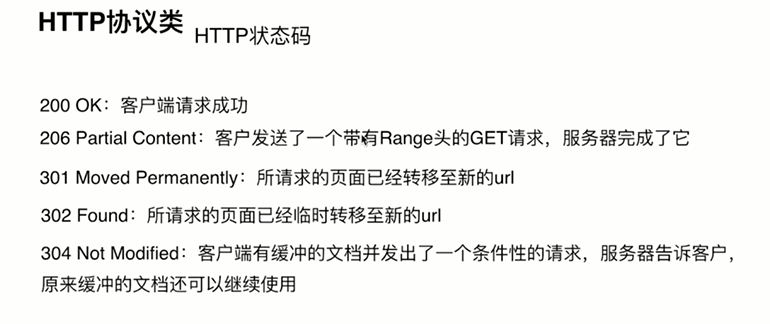 HTTP协议类
HTTP状态码
200 OK：客户端请求成功
206 Partial Content：客户发送了一个带有Range头的GET请求，服务器完成了它
301 Moved Permanently：所请求的页面已经转移至新的url
302 Found：所请求的页面已经临时转移至新的url
304 Not Modified：客户端有缓冲的文档并发出了一个条件性的请求，服务器告诉客户，
原来缓冲的文档还可以继续使用